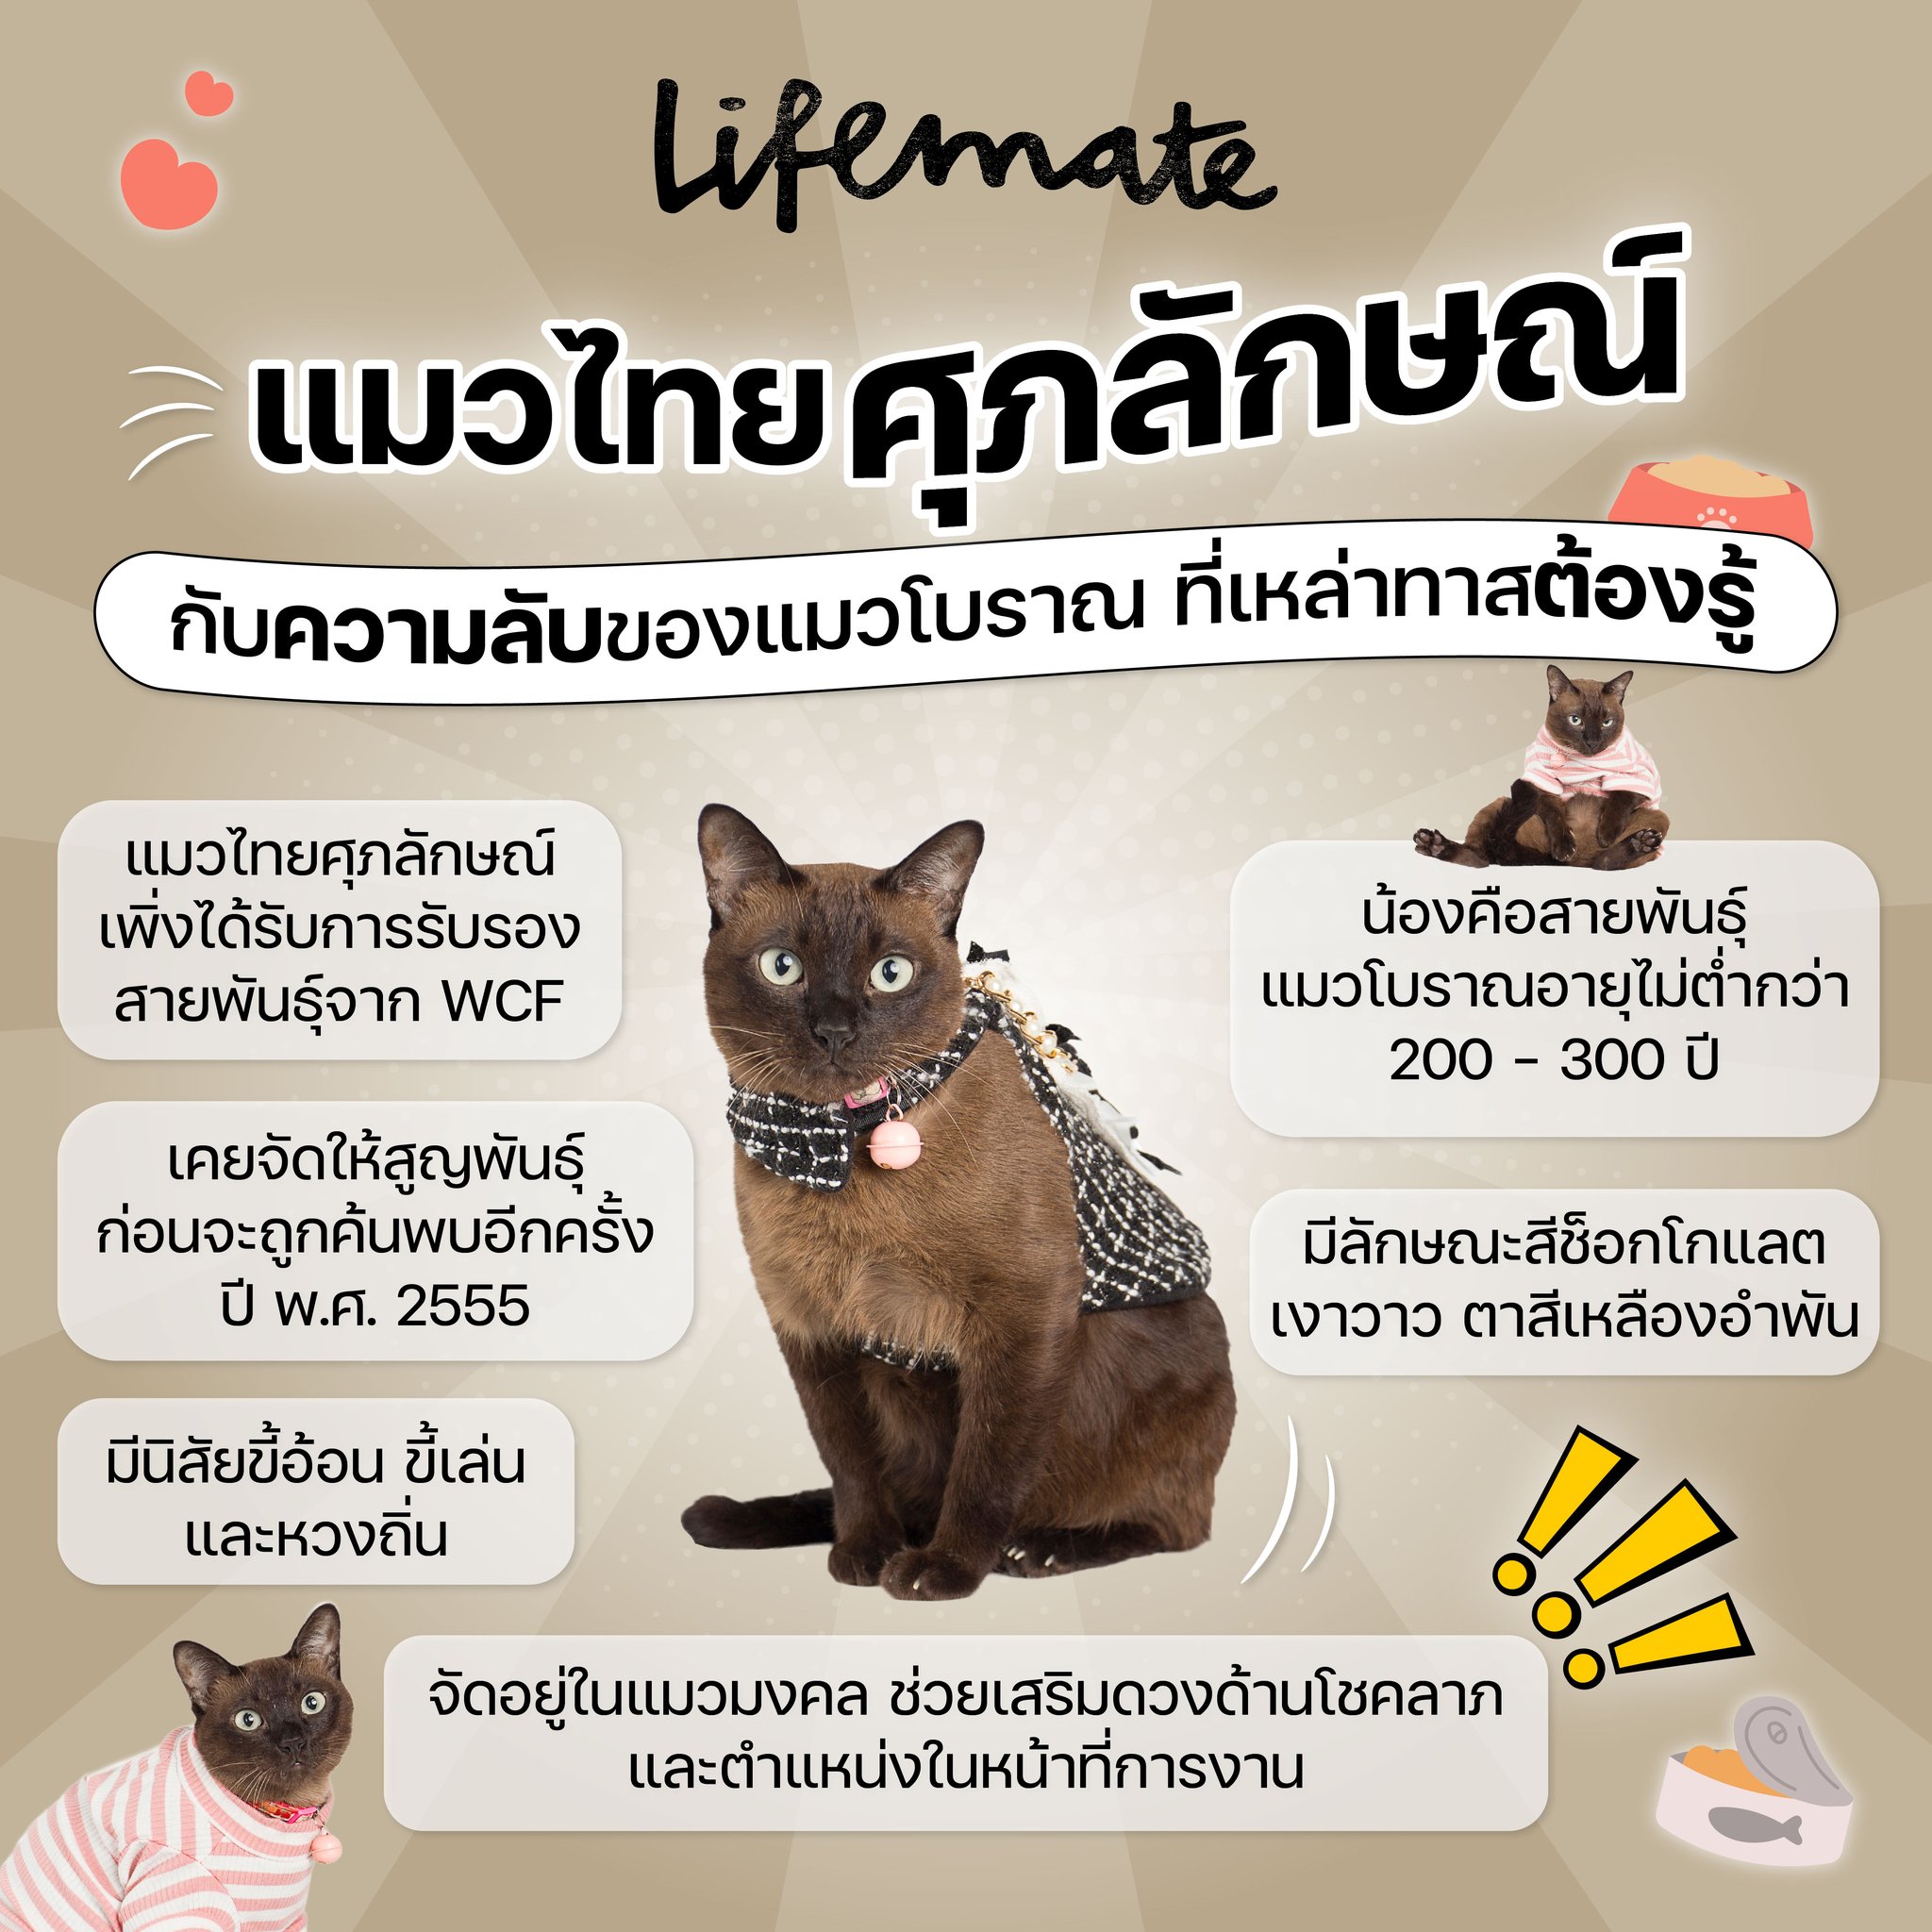 Lifemate
แมวไทยศุภลักษณ์
กับความลับของแมวโบราณ ที่เหล่าทาสต้องรู้
แมวไทยศุภลักษณ์
เพิ่งได้รับการรับรอง
สายพันธุ์จาก WCF
น้องคือสายพันธุ์
แมวโบราณอายุไม่ต่ำกว่า
200 - 300 ปี
เคยจัดให้สูญพันธุ์
ก่อนจะถูกค้นพบอีกครั้ง
ปี พ.ศ. 2555
มีลักษณะสีช็อกโกแลต
เงาวาว ตาสีเหลืองอำพัน
มีนิสัยขี้อ้อน ขี้เล่น
และหวงถิ่น
จัดอยู่ในแมวมงคล ช่วยเสริมดวงด้านโชคลาภ
และตำแหน่งในหน้าที่การงาน